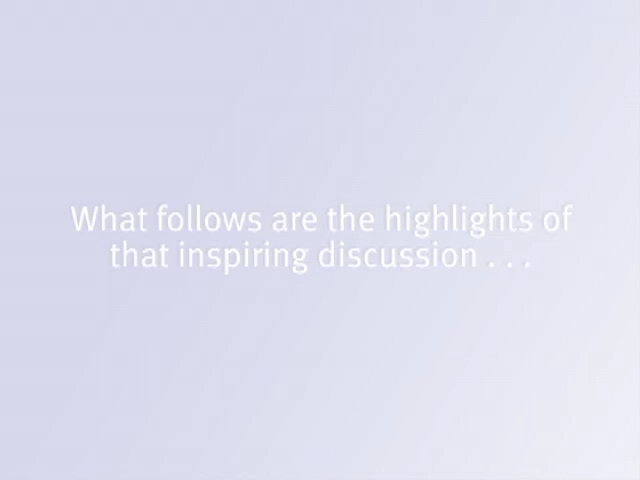 What follows are the highlights of
that inspiring discussion . . .